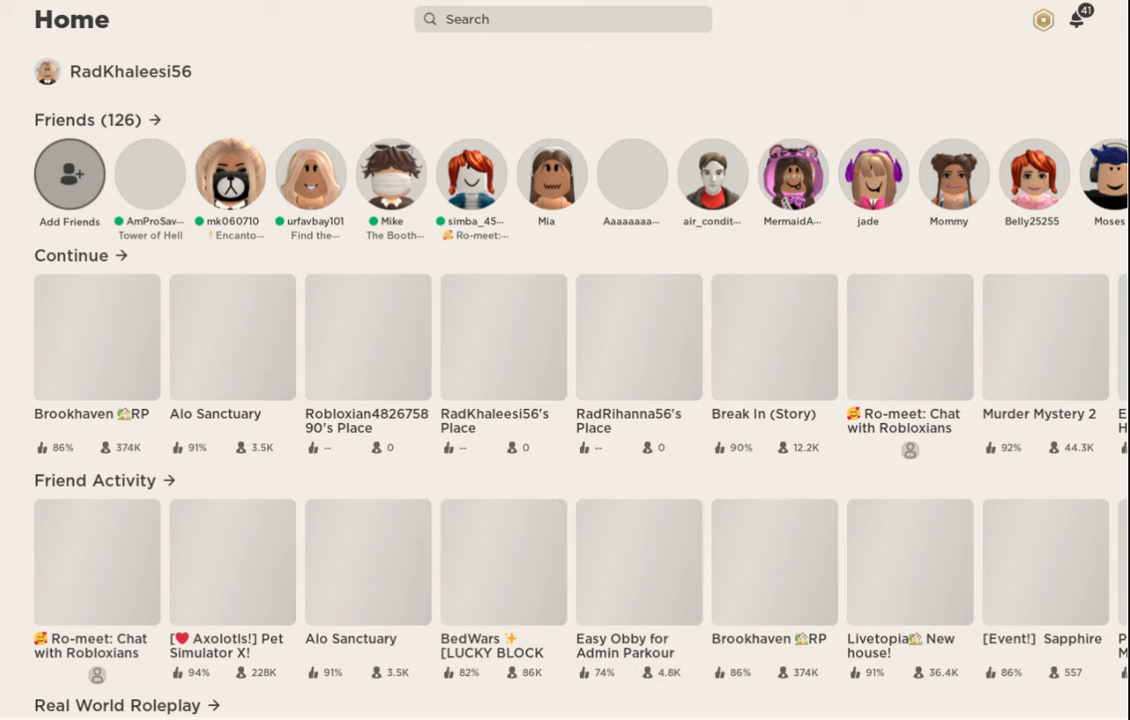 Home
Search
41
RadKhaleesi56
Friends (126) →
Add Friends
AmProSav...
Tower of Hell
mk060710
Encanto...
urfavbay101
Find the...
Mike
The Booth...
simba_45...
🥰 Ro-meet:...
Mia
Aaaaaaaa...
air_condit...
MermaidA...
jade
Mommy
Belly25255
Moses
Continue →
Brookhaven 🏡RP
86% 374K
Alo Sanctuary
91% 3.5K
Robloxian4826758
90's Place
-- 0
RadKhaleesi56's
Place
-- 0
RadRihanna56's
Place
-- 0
Break In (Story)
90% 12.2K
🥰 Ro-meet: Chat
with Robloxians
Murder Mystery 2
92% 44.3K
E
H
Friend Activity →
🥰 Ro-meet: Chat
with Robloxians
[❤️ Axolotls!] Pet
Simulator X!
94% 228K
Alo Sanctuary
91% 3.5K
BedWars ✨
[LUCKY BLOCK
82% 86K
Easy Obby for
Admin Parkour
74% 4.8K
Brookhaven 🏡RP
86% 374K
Livetopia🏡 New
house!
91% 36.4K
[Event!] Sapphire
86% 557
P
M
Real World Roleplay →